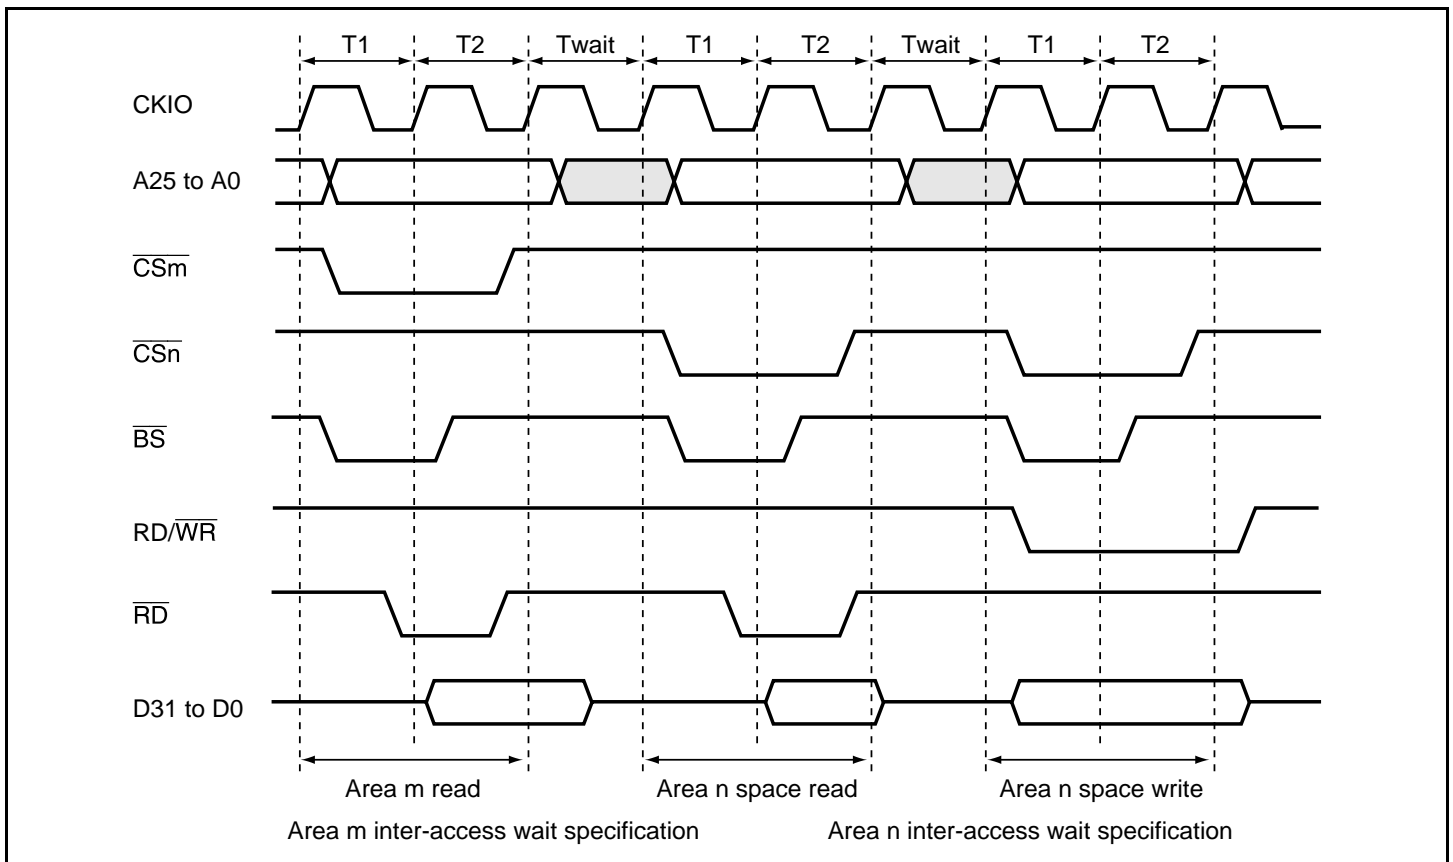 T1 T2 Twait T1 T2 Twait T1 T2
CKIO
A25 to A0
CSm
CSn
BS
RD/WR
RD
D31 to D0
Area m read Area n space read Area n space write
Area m inter-access wait specification Area n inter-access wait specification